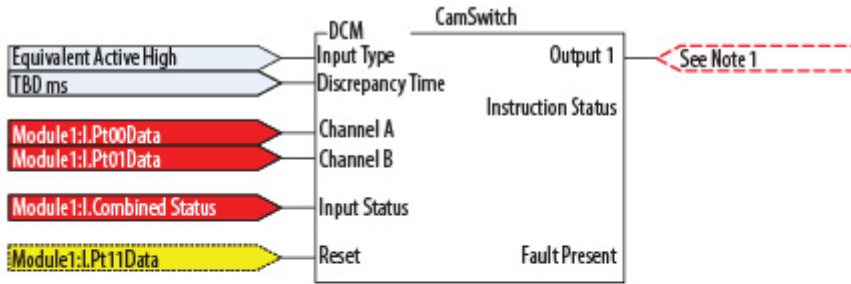 CamSwitch
DCM
Equivalent Active High
Input Type
Output 1
See Note 1
TBD ms
Discrepancy Time
Instruction Status
Module1:I.Pt00Data
Channel A
Module1:I.Pt01Data
Channel B
Module1:I.Combined Status
Input Status
Module1:I.Pt11Data
Reset
Fault Present